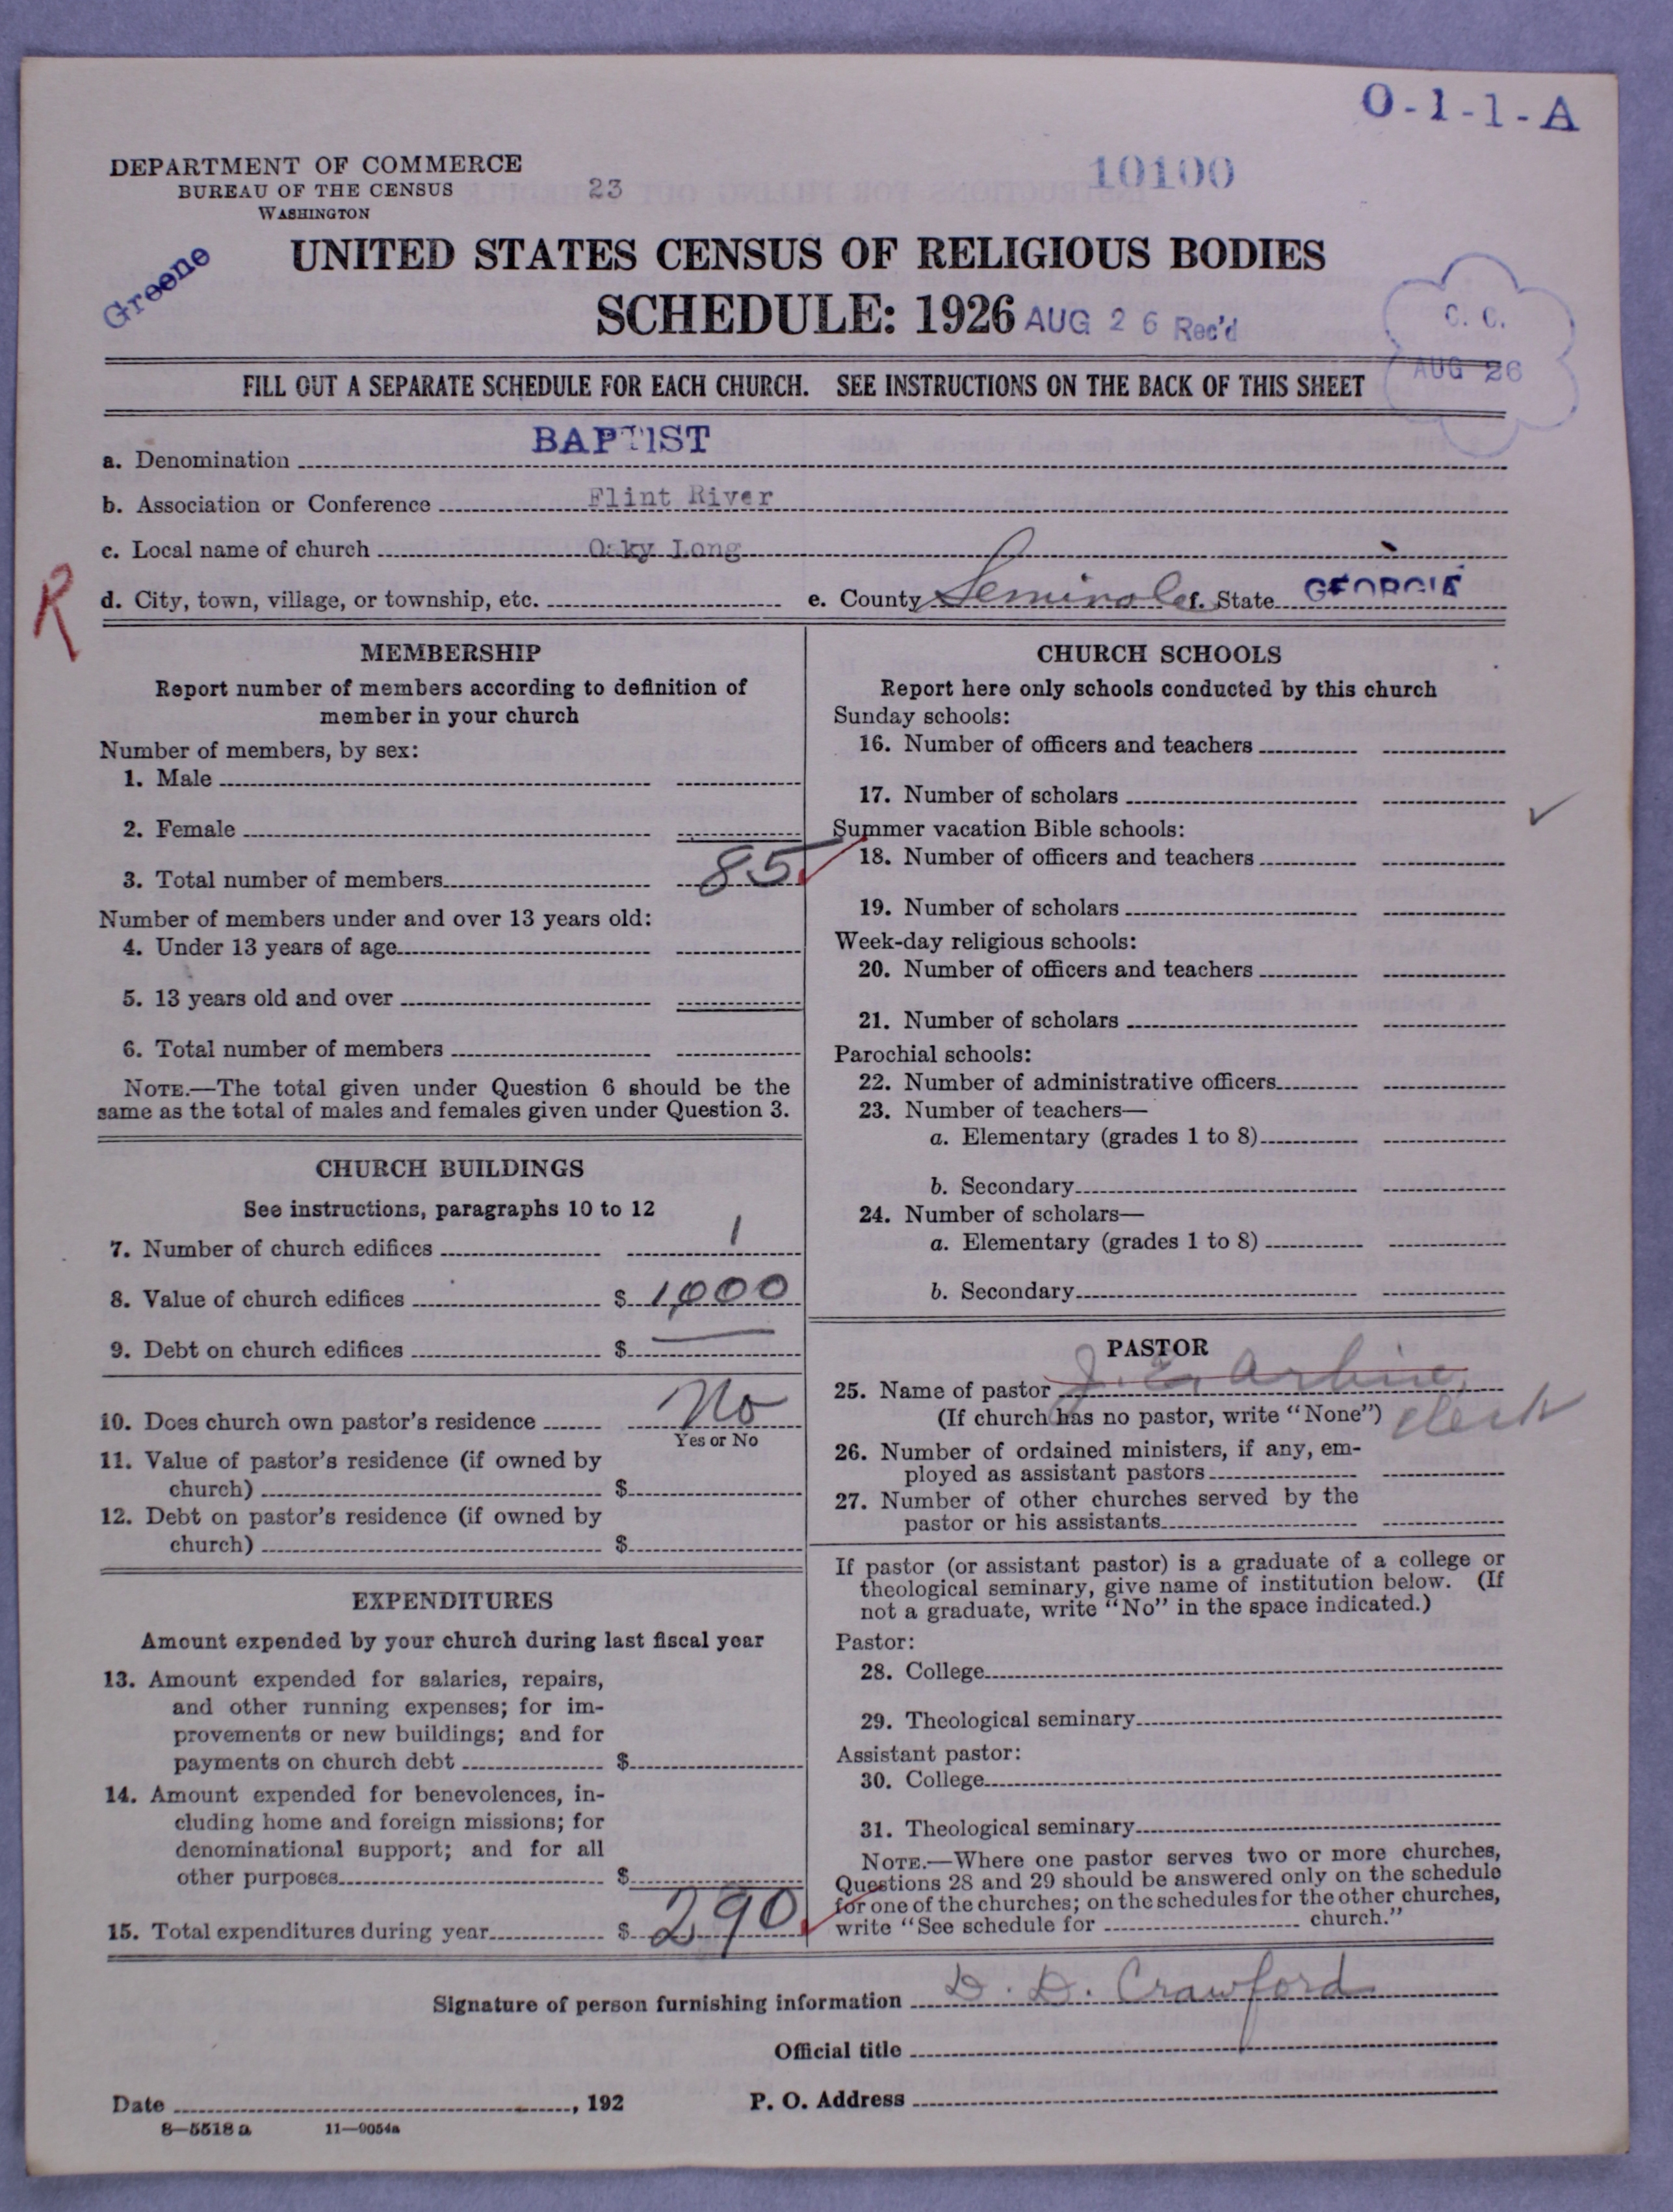 O-1-1-A
DEPARTMENT OF COMMERCE
BUREAU OF THE CENSUS
WASHINGTON
23
10100
Greene
UNITED STATES CENSUS OF RELIGIOUS BODIES
SCHEDULE: 1926 AUG 26 Rec'd
C. C.
AUG 26
FILL OUT A SEPARATE SCHEDULE FOR EACH CHURCH. SEE INSTRUCTIONS ON THE BACK OF THIS SHEET
a. Denomination BAPTIST
b. Association or Conference Flint River
c. Local name of church Oaky Long
R
d. City, town, village, or township, etc. e. County Seminole f. State GEORGIA
MEMBERSHIP
Report number of members according to definition of
member in your church
Number of members, by sex:
1. Male
2. Female
3. Total number of members 85
Number of members under and over 13 years old:
4. Under 13 years of age
5. 13 years old and over
6. Total number of members
NOTE.—The total given under Question 6 should be the
same as the total of males and females given under Question 3.
CHURCH BUILDINGS
See instructions, paragraphs 10 to 12
7. Number of church edifices 1
8. Value of church edifices $ 1,000
9. Debt on church edifices $ —
10. Does church own pastor's residence No
Yes or No
11. Value of pastor's residence (if owned by
church) $
12. Debt on pastor's residence (if owned by
church) $
EXPENDITURES
Amount expended by your church during last fiscal year
13. Amount expended for salaries, repairs,
and other running expenses; for im-
provements or new buildings; and for
payments on church debt $
14. Amount expended for benevolences, in-
cluding home and foreign missions; for
denominational support; and for all
other purposes $
15. Total expenditures during year $ 290
CHURCH SCHOOLS
Report here only schools conducted by this church
Sunday schools:
16. Number of officers and teachers
17. Number of scholars
Summer vacation Bible schools:
18. Number of officers and teachers
19. Number of scholars
Week-day religious schools:
20. Number of officers and teachers
21. Number of scholars
Parochial schools:
22. Number of administrative officers
23. Number of teachers—
a. Elementary (grades 1 to 8)
b. Secondary
24. Number of scholars—
a. Elementary (grades 1 to 8)
b. Secondary
PASTOR
25. Name of pastor J. E.
(If church has no pastor, write "None") clerk
26. Number of ordained ministers, if any, em-
ployed as assistant pastors
27. Number of other churches served by the
pastor or his assistants
If pastor (or assistant pastor) is a graduate of a college or
theological seminary, give name of institution below. (If
not a graduate, write "No" in the space indicated.)
Pastor:
28. College
29. Theological seminary
Assistant pastor:
30. College
31. Theological seminary
NOTE.—Where one pastor serves two or more churches,
Questions 28 and 29 should be answered only on the schedule
for one of the churches; on the schedules for the other churches,
write "See schedule for church."
Signature of person furnishing information D. D. Crawford
Official title
Date , 192 P. O. Address
8—5518 a 11—9054a